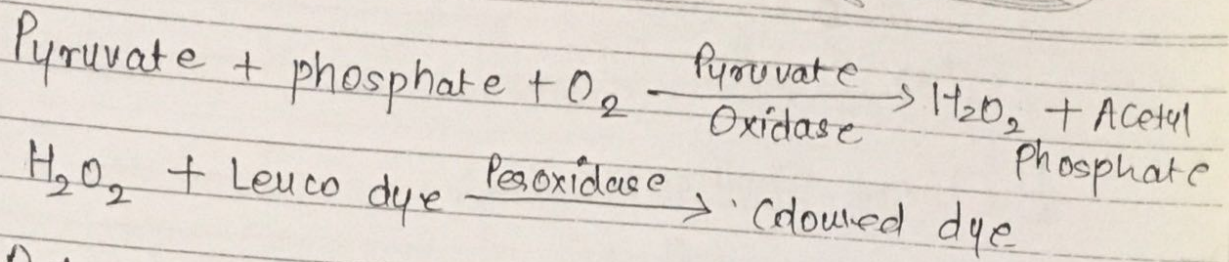 Pyruvate + phosphate + O₂ —Pyruvate Oxidase→ H₂O₂ + Acetyl Phosphate
H₂O₂ + Leuco dye —Peroxidase→ Coloured dye